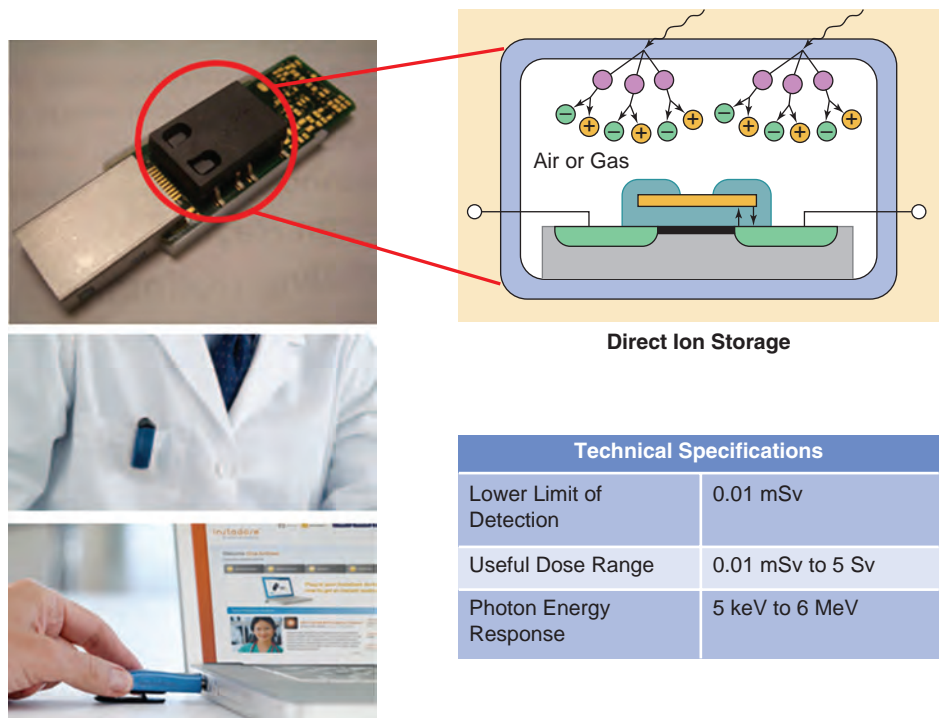 −
+
−
+
−
+
−
+
−
+
−
+
Air or Gas
Direct Ion Storage
Technical Specifications
Lower Limit of
Detection
0.01 mSv
Useful Dose Range
0.01 mSv to 5 Sv
Photon Energy
Response
5 keV to 6 MeV
instadose